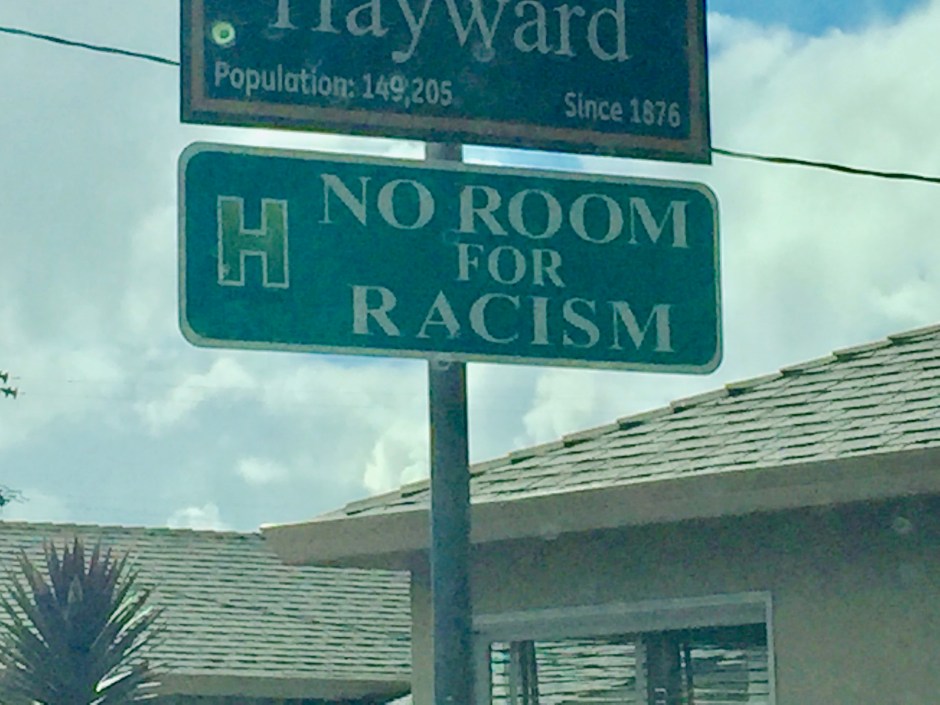 Hayward
Population: 149,205
Since 1876
H
NO ROOM
FOR
RACISM